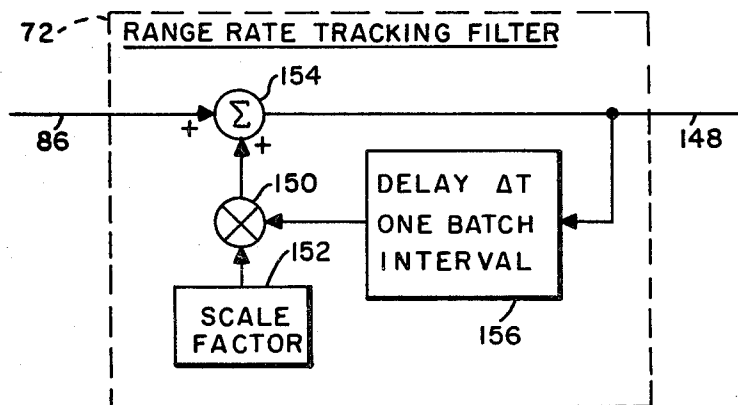 72
RANGE RATE TRACKING FILTER
154
Σ
+
86
+
148
150
DELAY ΔT
ONE BATCH
INTERVAL
152
SCALE
FACTOR
156